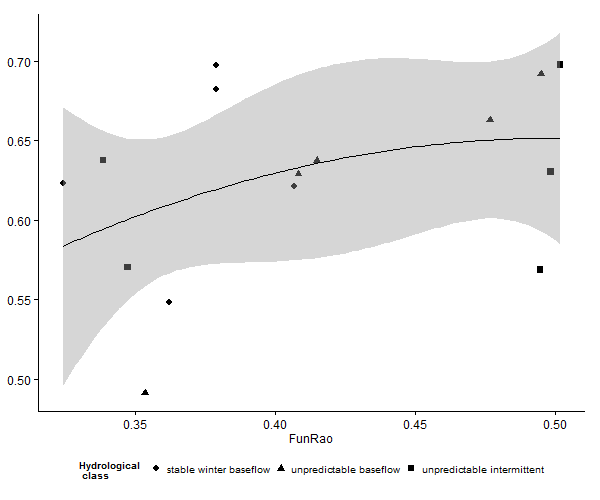 0.70
0.65
0.60
0.55
0.50
0.35 0.40 0.45 0.50
FunRao
Hydrological
class
stable winter baseflow unpredictable baseflow unpredictable intermittent